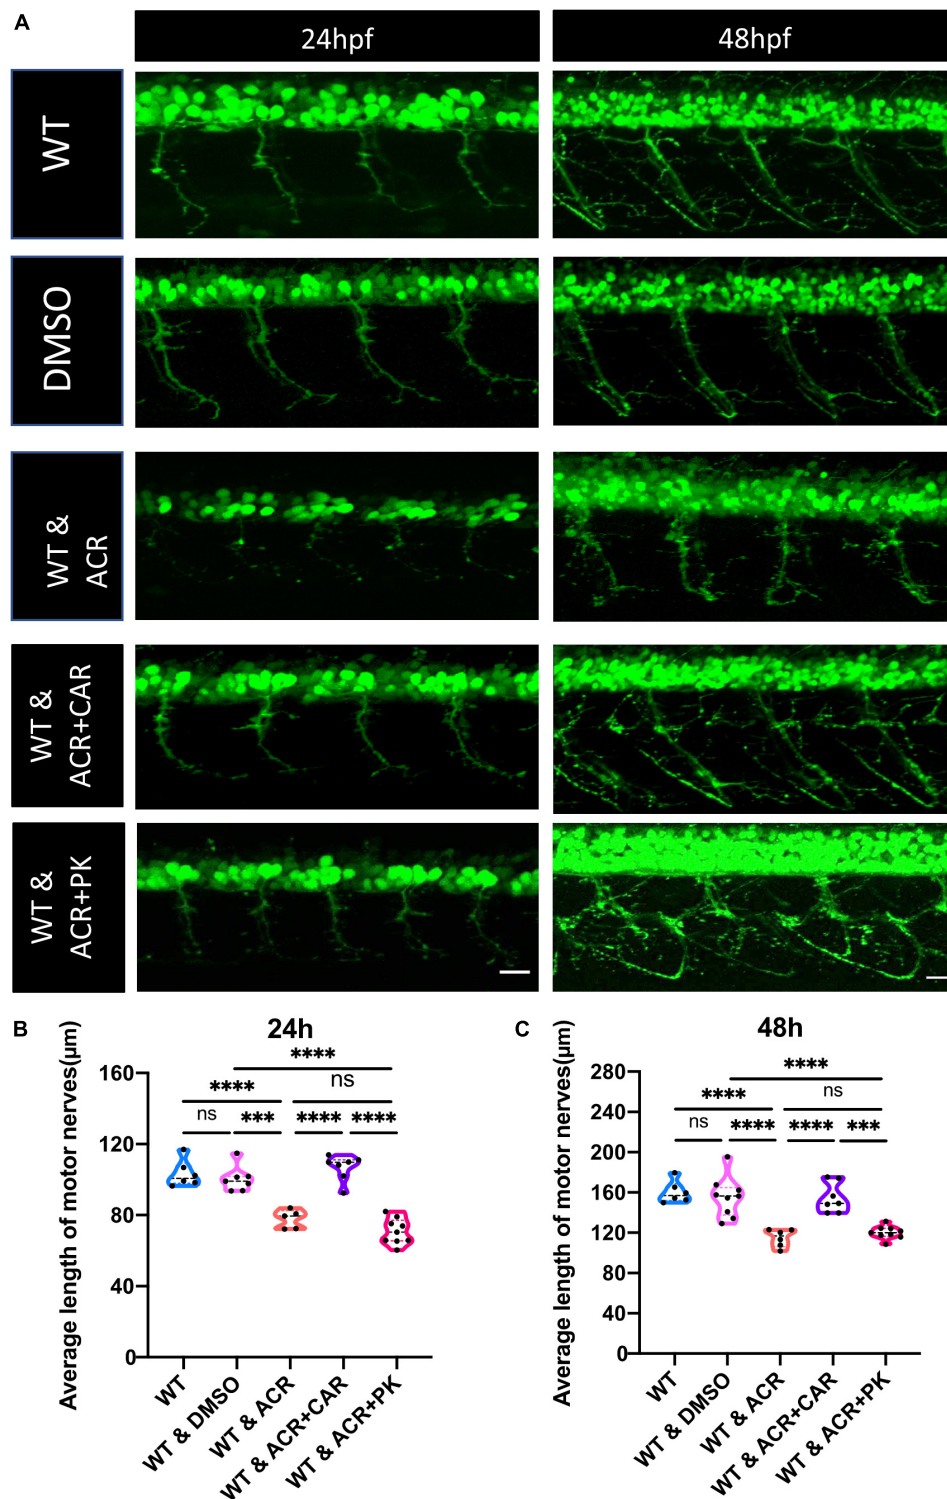 A
24hpf 48hpf
WT
DMSO
WT &
ACR
WT &
ACR+CAR
WT &
ACR+PK
B
24h
Average length of motor nerves(µm)
160
120
80
40
0
****
**** ns
ns *** **** ****
WT
WT & DMSO
WT & ACR
WT & ACR+CAR
WT & ACR+PK
C
48h
Average length of motor nerves(µm)
280
240
200
160
120
80
40
0
****
**** ns
ns **** **** ***
WT
WT & DMSO
WT & ACR
WT & ACR+CAR
WT & ACR+PK